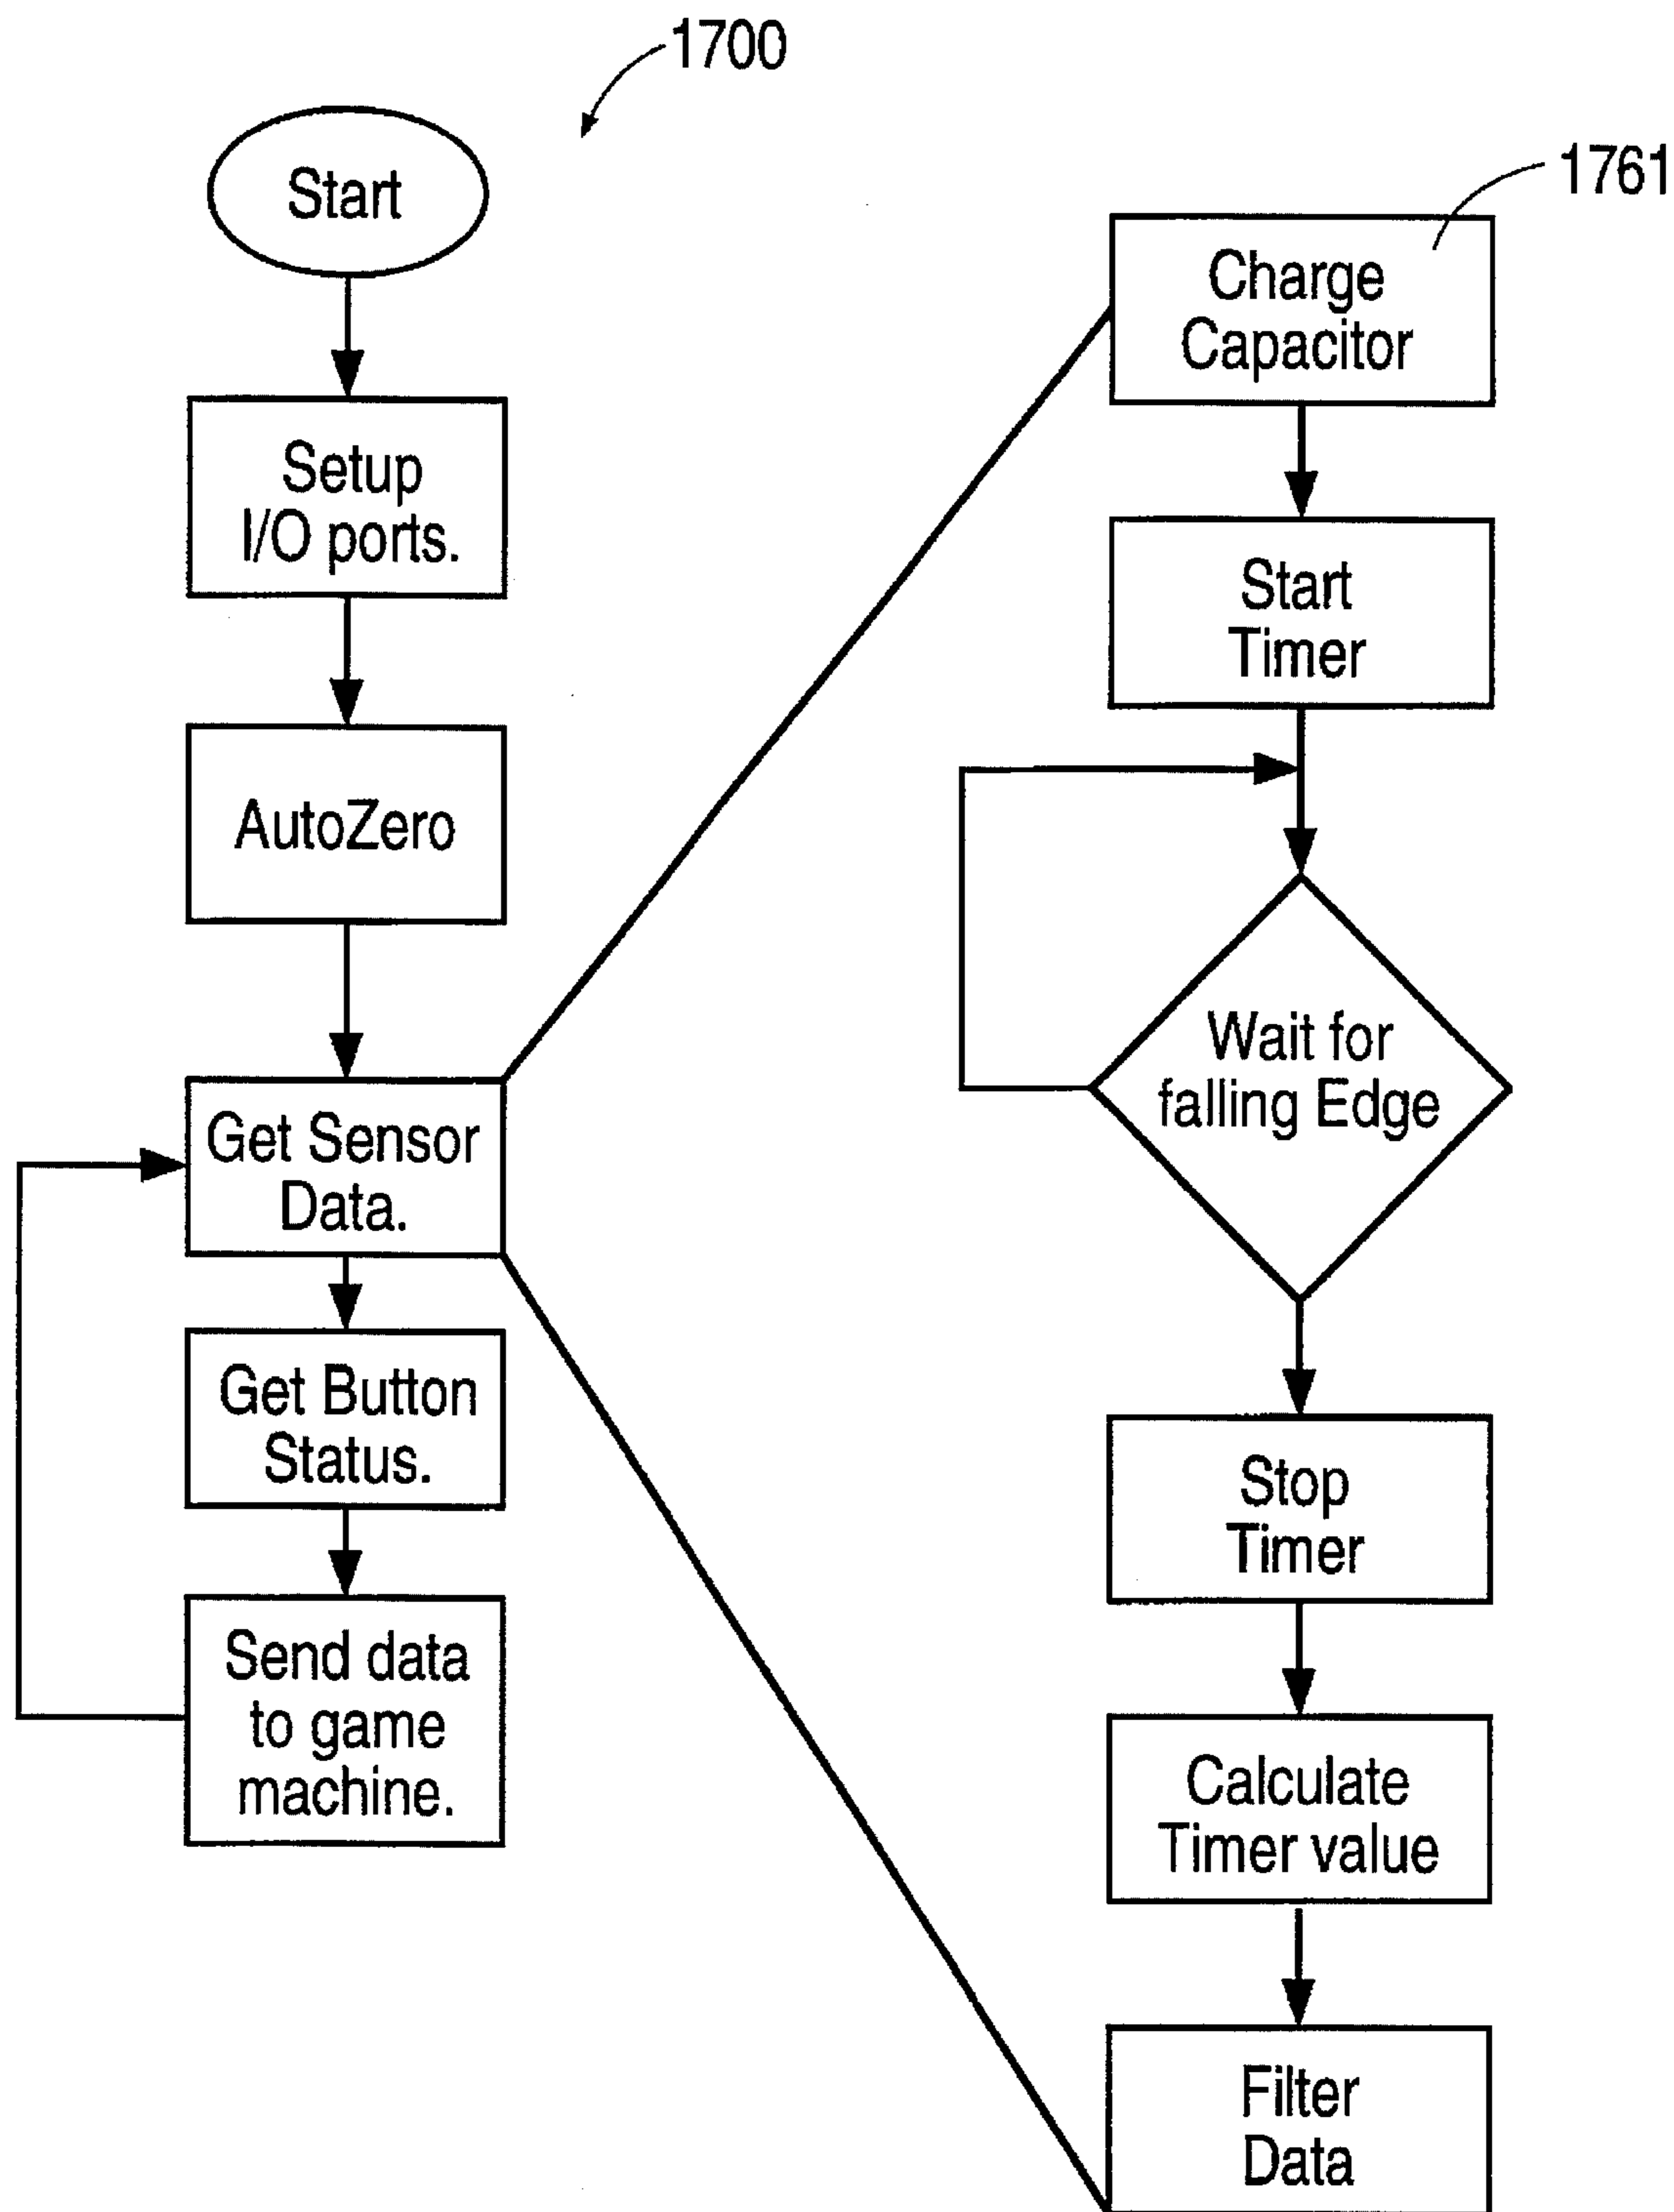 1700
Start
Setup
I/O ports.
AutoZero
Get Sensor
Data.
Get Button
Status.
Send data
to game
machine.
1761
Charge
Capacitor
Start
Timer
Wait for
falling Edge
Stop
Timer
Calculate
Timer value
Filter
Data